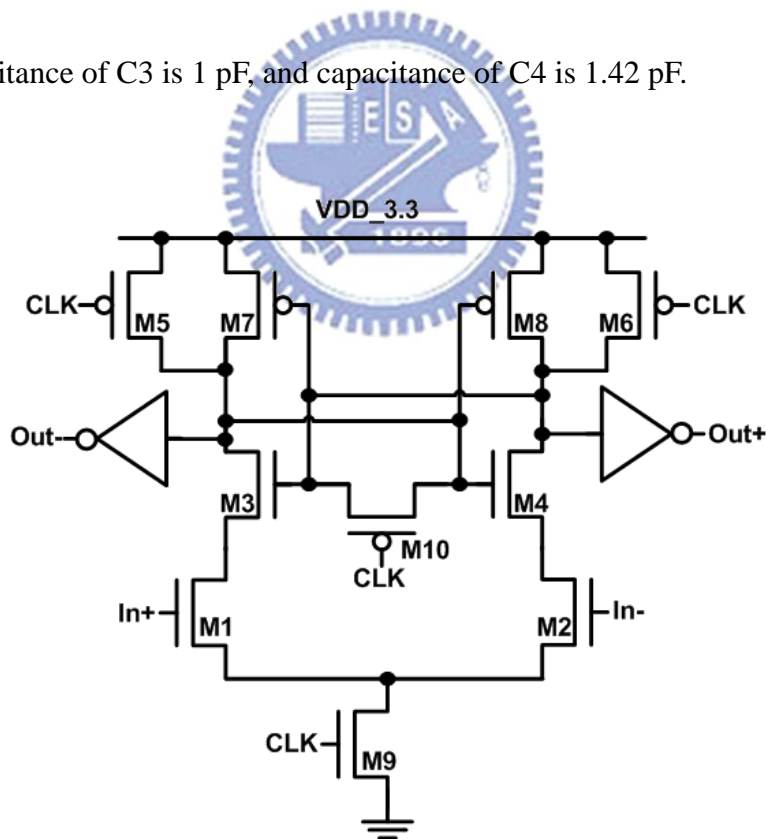 itance of C3 is 1 pF, and capacitance of C4 is 1.42 pF.
E S A
1896
VDD_3.3
CLK
M5
M7
M8
M6
CLK
Out-
Out+
M3
M4
M10
CLK
In+
M1
M2
In-
CLK
M9